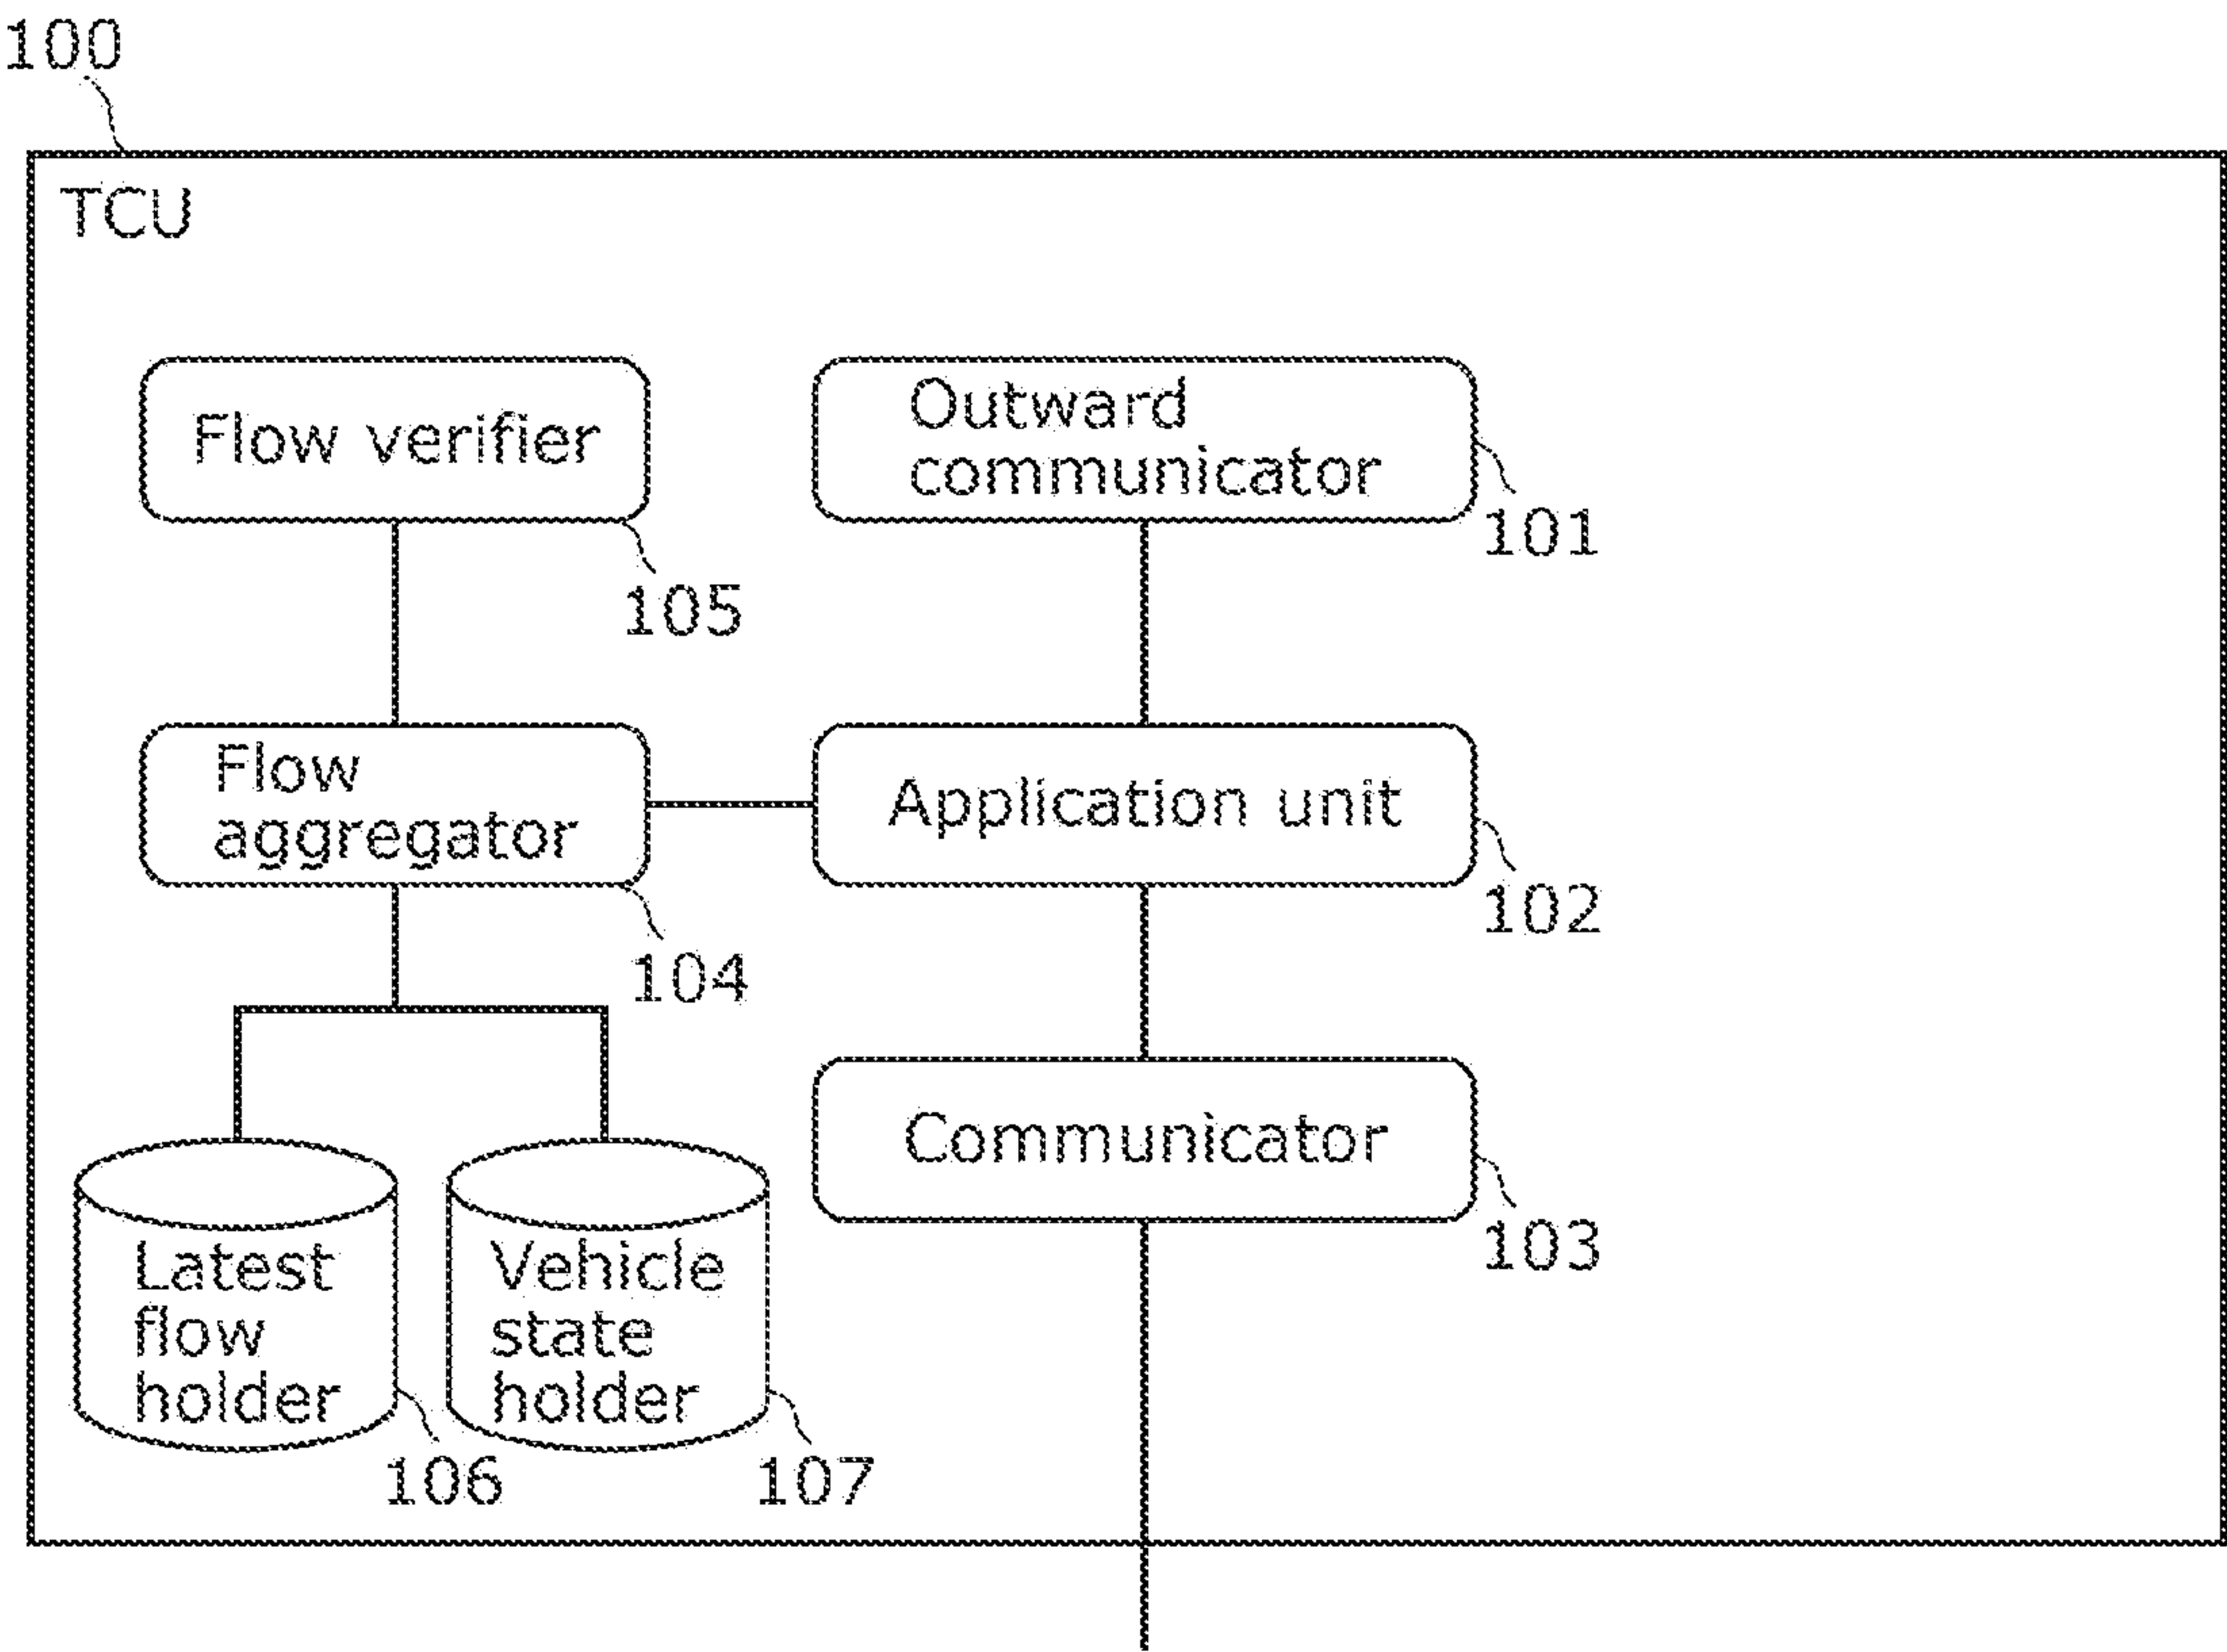 100
TCU
Flow verifier
105
Outward
communicator
101
Flow
aggregator
104
Application unit
102
Communicator
103
Latest
flow
holder
106
Vehicle
state
holder
107